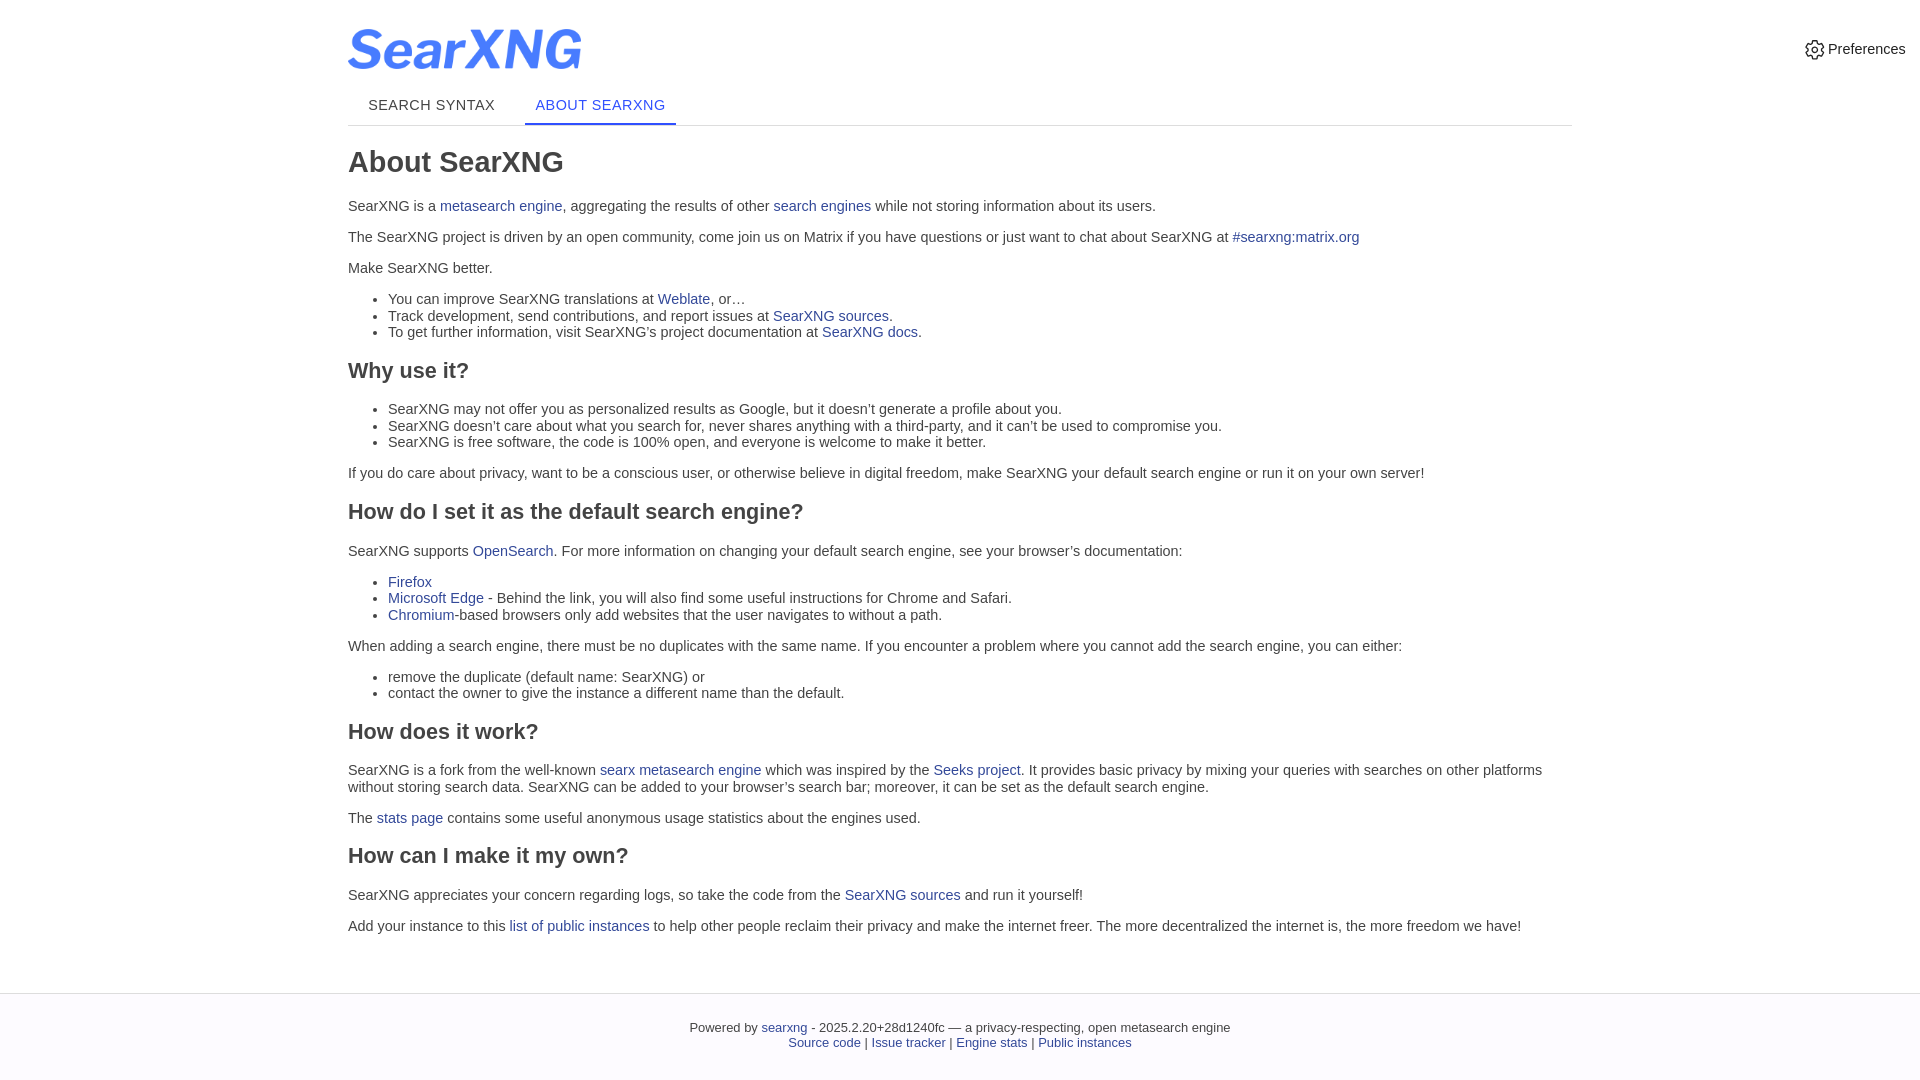 SearXNG
Preferences
SEARCH SYNTAX
ABOUT SEARXNG
About SearXNG
SearXNG is a metasearch engine, aggregating the results of other search engines while not storing information about its users.
The SearXNG project is driven by an open community, come join us on Matrix if you have questions or just want to chat about SearXNG at #searxng:matrix.org
Make SearXNG better.
• You can improve SearXNG translations at Weblate, or…
• Track development, send contributions, and report issues at SearXNG sources.
• To get further information, visit SearXNG's project documentation at SearXNG docs.
Why use it?
• SearXNG may not offer you as personalized results as Google, but it doesn’t generate a profile about you.
• SearXNG doesn’t care about what you search for, never shares anything with a third-party, and it can’t be used to compromise you.
• SearXNG is free software, the code is 100% open, and everyone is welcome to make it better.
If you do care about privacy, want to be a conscious user, or otherwise believe in digital freedom, make SearXNG your default search engine or run it on your own server!
How do I set it as the default search engine?
SearXNG supports OpenSearch. For more information on changing your default search engine, see your browser’s documentation:
• Firefox
• Microsoft Edge - Behind the link, you will also find some useful instructions for Chrome and Safari.
• Chromium-based browsers only add websites that the user navigates to without a path.
When adding a search engine, there must be no duplicates with the same name. If you encounter a problem where you cannot add the search engine, you can either:
• remove the duplicate (default name: SearXNG) or
• contact the owner to give the instance a different name than the default.
How does it work?
SearXNG is a fork from the well-known searx metasearch engine which was inspired by the Seeks project. It provides basic privacy by mixing your queries with searches on other platforms
without storing search data. SearXNG can be added to your browser’s search bar; moreover, it can be set as the default search engine.
The stats page contains some useful anonymous usage statistics about the engines used.
How can I make it my own?
SearXNG appreciates your concern regarding logs, so take the code from the SearXNG sources and run it yourself!
Add your instance to this list of public instances to help other people reclaim their privacy and make the internet freer. The more decentralized the internet is, the more freedom we have!
Powered by searxng - 2025.2.20+28d1240fc — a privacy-respecting, open metasearch engine
Source code | Issue tracker | Engine stats | Public instances